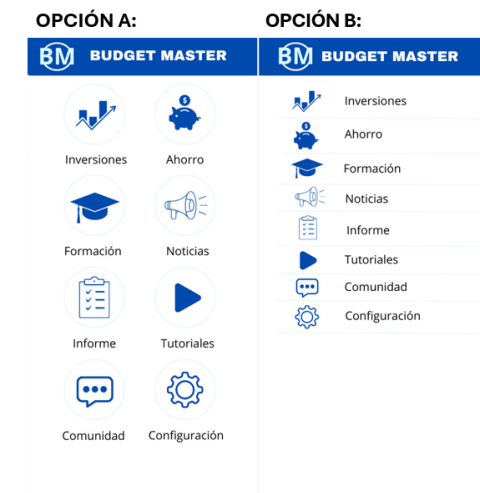 OPCIÓN A:
BM BUDGET MASTER
Inversiones Ahorro
Formación Noticias
Informe Tutoriales
Comunidad Configuración
OPCIÓN B:
BM BUDGET MASTER
Inversiones
Ahorro
Formación
Noticias
Informe
Tutoriales
Comunidad
Configuración